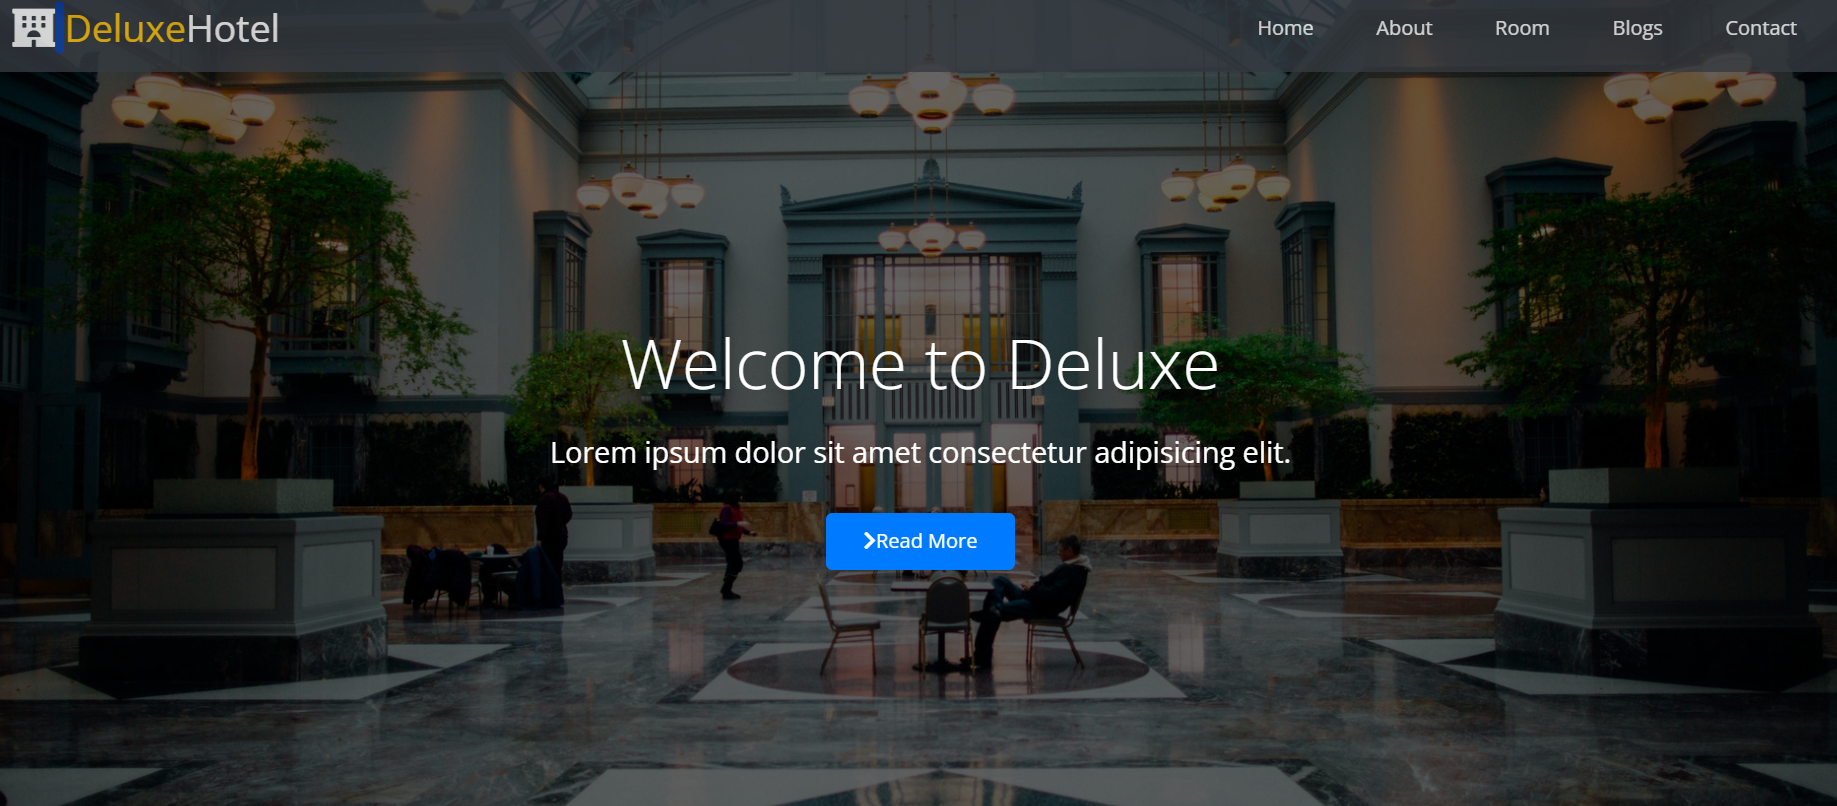 DeluxeHotel
Home About Room Blogs Contact
Welcome to Deluxe
Lorem ipsum dolor sit amet consectetur adipisicing elit.
Read More